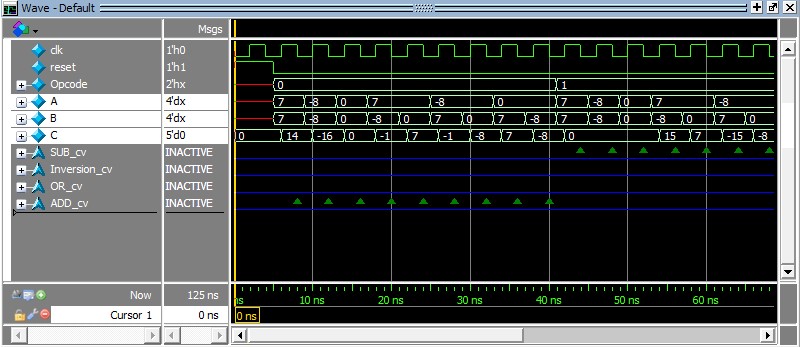 Wave - Default
Msgs
clk 1'h0
reset 1'h1
Opcode 2'hx 0 1
A 4'dx 7 -8 0 7 -8 0 7 -8 0 7 -8
B 4'dx 7 -8 0 -8 0 7 0 7 -8 7 -8 0 -8 0 7 0
C 5'd0 0 14 -16 0 -1 7 -1 -8 7 -8 0 15 7 -15 -8
SUB_cv INACTIVE
Inversion_cv INACTIVE
OR_cv INACTIVE
ADD_cv INACTIVE
Now 125 ns ns 10 ns 20 ns 30 ns 40 ns 50 ns 60 ns
Cursor 1 0 ns 0 ns